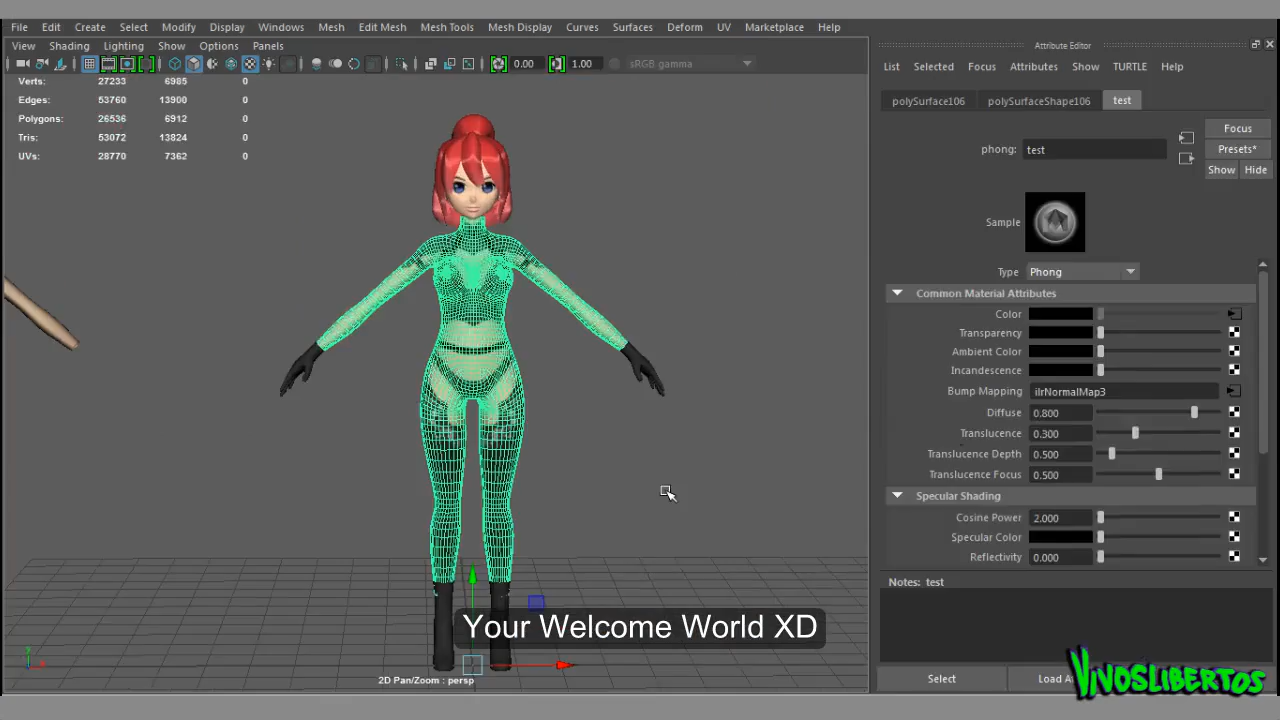 File Edit Create Select Modify Display Windows Mesh Edit Mesh Mesh Tools Mesh Display Curves Surfaces Deform UV Marketplace Help
View Shading Lighting Show Options Panels
0.00 1.00 sRGB gamma
Verts: 27233 6985 0
Edges: 53760 13900 0
Polygons: 26536 6912 0
Tris: 53072 13824 0
UVs: 28770 7362 0
Your Welcome World XD
2D Pan/Zoom : persp
Attribute Editor
List Selected Focus Attributes Show TURTLE Help
polySurface106 polySurfaceShape106 test
Focus
phong: test
Presets*
Show Hide
Sample
Type Phong
Common Material Attributes
Color
Transparency
Ambient Color
Incandescence
Bump Mapping ilrNormalMap3
Diffuse 0.800
Translucence 0.300
Translucence Depth 0.500
Translucence Focus 0.500
Specular Shading
Cosine Power 2.000
Specular Color
Reflectivity 0.000
Notes: test
Select Load
VivosLibertos